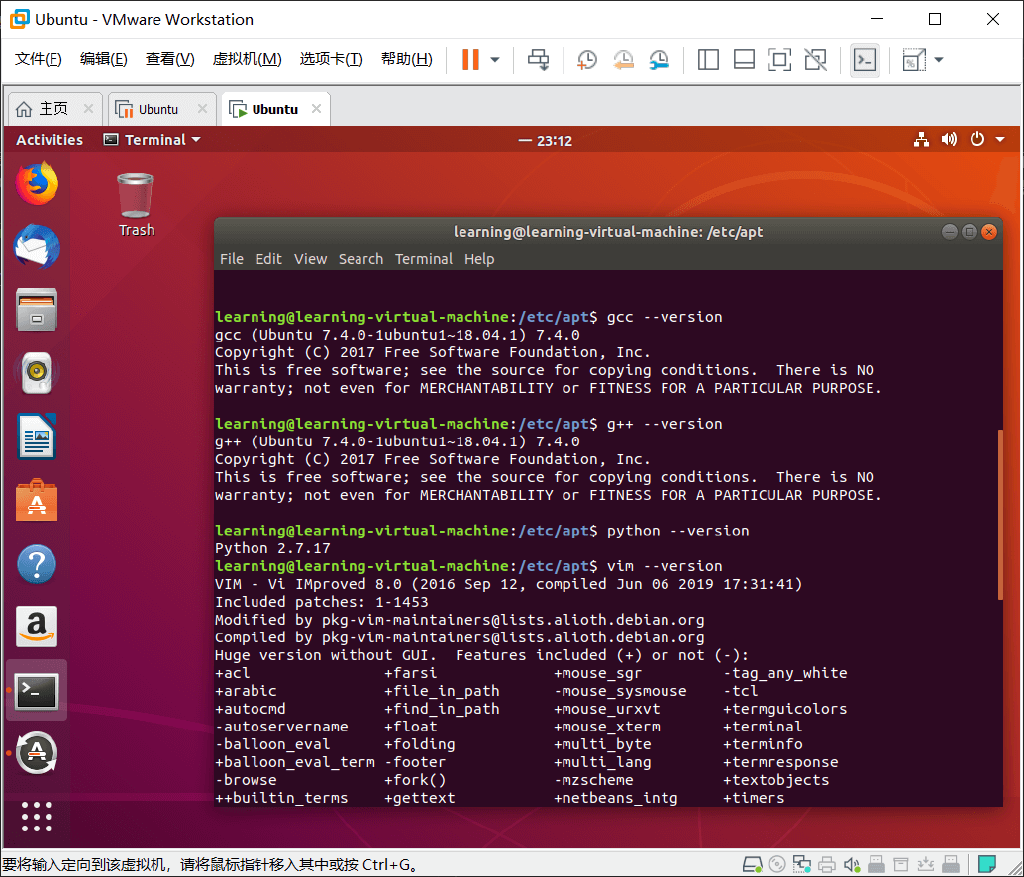 Ubuntu - VMware Workstation
文件(F) 编辑(E) 查看(V) 虚拟机(M) 选项卡(T) 帮助(H)
主页 Ubuntu Ubuntu
Activities Terminal 23:12
Trash
learning@learning-virtual-machine: /etc/apt
File Edit View Search Terminal Help
learning@learning-virtual-machine:/etc/apt$ gcc --version
gcc (Ubuntu 7.4.0-1ubuntu1~18.04.1) 7.4.0
Copyright (C) 2017 Free Software Foundation, Inc.
This is free software; see the source for copying conditions.  There is NO
warranty; not even for MERCHANTABILITY or FITNESS FOR A PARTICULAR PURPOSE.
learning@learning-virtual-machine:/etc/apt$ g++ --version
g++ (Ubuntu 7.4.0-1ubuntu1~18.04.1) 7.4.0
Copyright (C) 2017 Free Software Foundation, Inc.
This is free software; see the source for copying conditions.  There is NO
warranty; not even for MERCHANTABILITY or FITNESS FOR A PARTICULAR PURPOSE.
learning@learning-virtual-machine:/etc/apt$ python --version
Python 2.7.17
learning@learning-virtual-machine:/etc/apt$ vim --version
VIM - Vi IMproved 8.0 (2016 Sep 12, compiled Jun 06 2019 17:31:41)
Included patches: 1-1453
Modified by pkg-vim-maintainers@lists.alioth.debian.org
Compiled by pkg-vim-maintainers@lists.alioth.debian.org
Huge version without GUI.  Features included (+) or not (-):
+acl +farsi +mouse_sgr -tag_any_white
+arabic +file_in_path -mouse_sysmouse -tcl
+autocmd +find_in_path +mouse_urxvt +termguicolors
-autoservername +float +mouse_xterm +terminal
-balloon_eval +folding +multi_byte +terminfo
+balloon_eval_term -footer +multi_lang +termresponse
-browse +fork() -mzscheme +textobjects
++builtin_terms +gettext +netbeans_intg +timers
要将输入定向到该虚拟机，请将鼠标指针移入其中或按 Ctrl+G。